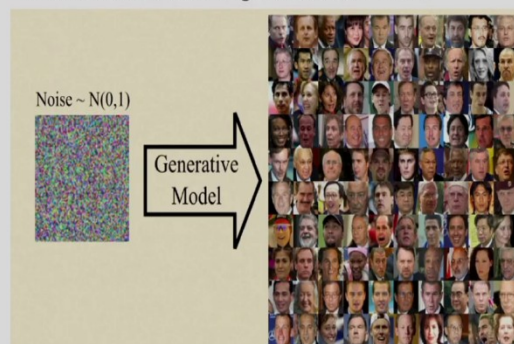 Noise ~ N(0,1)
Generative
Model